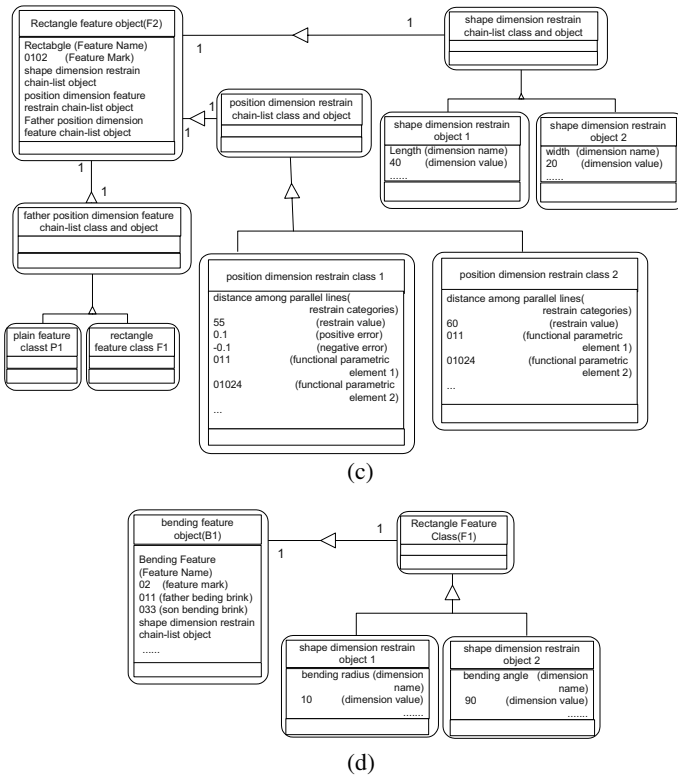 Rectangle feature object(F2)
Rectabgle (Feature Name)
0102 (Feature Mark)
shape dimension restrain
chain-list object
position dimension feature
restrain chain-list object
Father position dimension
feature chain-list object
1
1
shape dimension restrain
chain-list class and object
1
1
position dimension restrain
chain-list class and object
shape dimension restrain
object 1
Length (dimension name)
40 (dimension value)
......
shape dimension restrain
object 2
width (dimension name)
20 (dimension value)
......
1
1
father position dimension feature
chain-list class and object
plain feature
classt P1
rectangle
feature class F1
position dimension restrain class 1
distance among parallel lines(
restrain categories)
55 (restrain value)
0.1 (positive error)
-0.1 (negative error)
011 (functional parametric
element 1)
01024 (functional parametric
element 2)
...
position dimension restrain class 2
distance among parallel lines(
restrain categories)
60 (restrain value)
011 (functional parametric
element 1)
01024 (functional parametric
element 2)
...
(c)
bending feature
object(B1)
Bending Feature
(Feature Name)
02 (feature mark)
011 (father beding brink)
033 (son bending brink)
shape dimension restrain
chain-list object
......
1
1
Rectangle Feature
Class(F1)
shape dimension restrain
object 1
bending radius (dimension
name)
10 (dimension value)
.......
shape dimension restrain
object 2
bending angle (dimension
name)
90 (dimension value)
.......
(d)